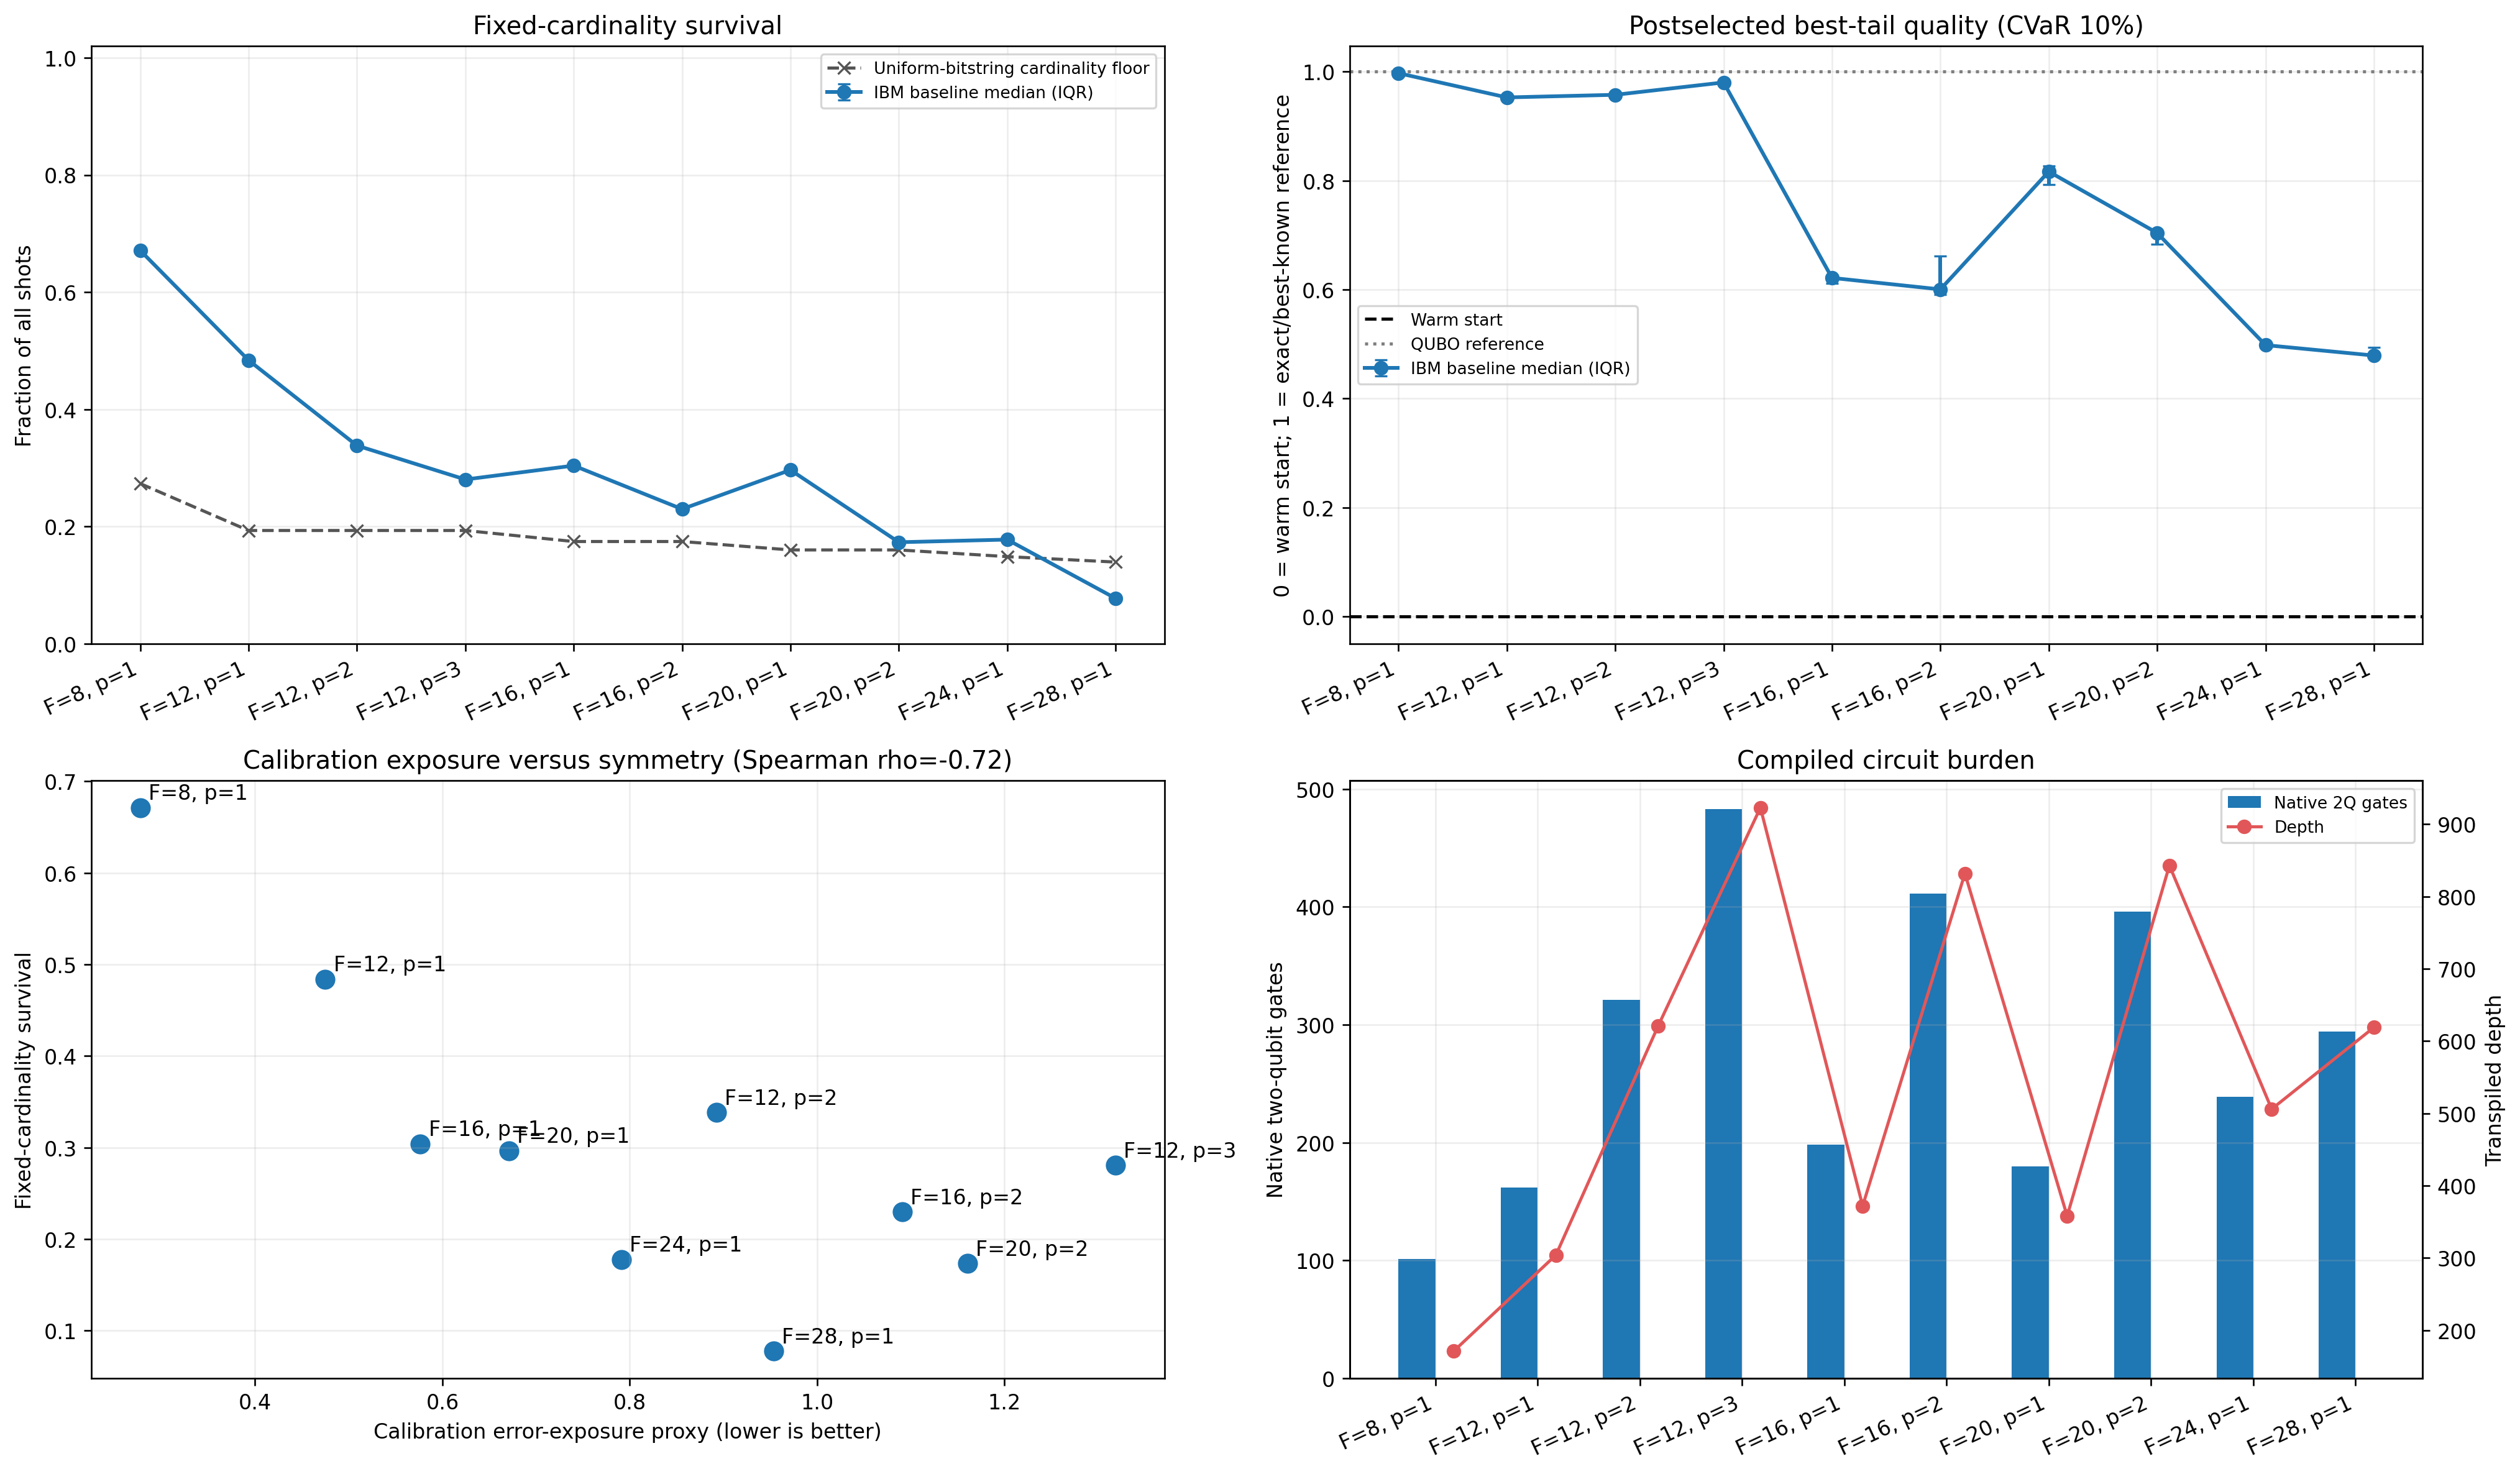 Fixed-cardinality survival
Fraction of all shots
1.0
0.8
0.6
0.4
0.2
0.0
Uniform-bitstring cardinality floor
IBM baseline median (IQR)
F=8, p=1
F=12, p=1
F=12, p=2
F=12, p=3
F=16, p=1
F=16, p=2
F=20, p=1
F=20, p=2
F=24, p=1
F=28, p=1
Postselected best-tail quality (CVaR 10%)
0 = warm start; 1 = exact/best-known reference
1.0
0.8
0.6
0.4
0.2
0.0
Warm start
QUBO reference
IBM baseline median (IQR)
F=8, p=1
F=12, p=1
F=12, p=2
F=12, p=3
F=16, p=1
F=16, p=2
F=20, p=1
F=20, p=2
F=24, p=1
F=28, p=1
Calibration exposure versus symmetry (Spearman rho=-0.72)
Fixed-cardinality survival
0.7
0.6
0.5
0.4
0.3
0.2
0.1
F=8, p=1
F=12, p=1
F=12, p=2
F=16, p=1
F=20, p=1
F=12, p=3
F=16, p=2
F=24, p=1
F=20, p=2
F=28, p=1
0.4
0.6
0.8
1.0
1.2
Calibration error-exposure proxy (lower is better)
Compiled circuit burden
Native two-qubit gates
500
400
300
200
100
0
Native 2Q gates
Depth
900
800
700
600
500
400
300
200
Transpiled depth
F=8, p=1
F=12, p=1
F=12, p=2
F=12, p=3
F=16, p=1
F=16, p=2
F=20, p=1
F=20, p=2
F=24, p=1
F=28, p=1